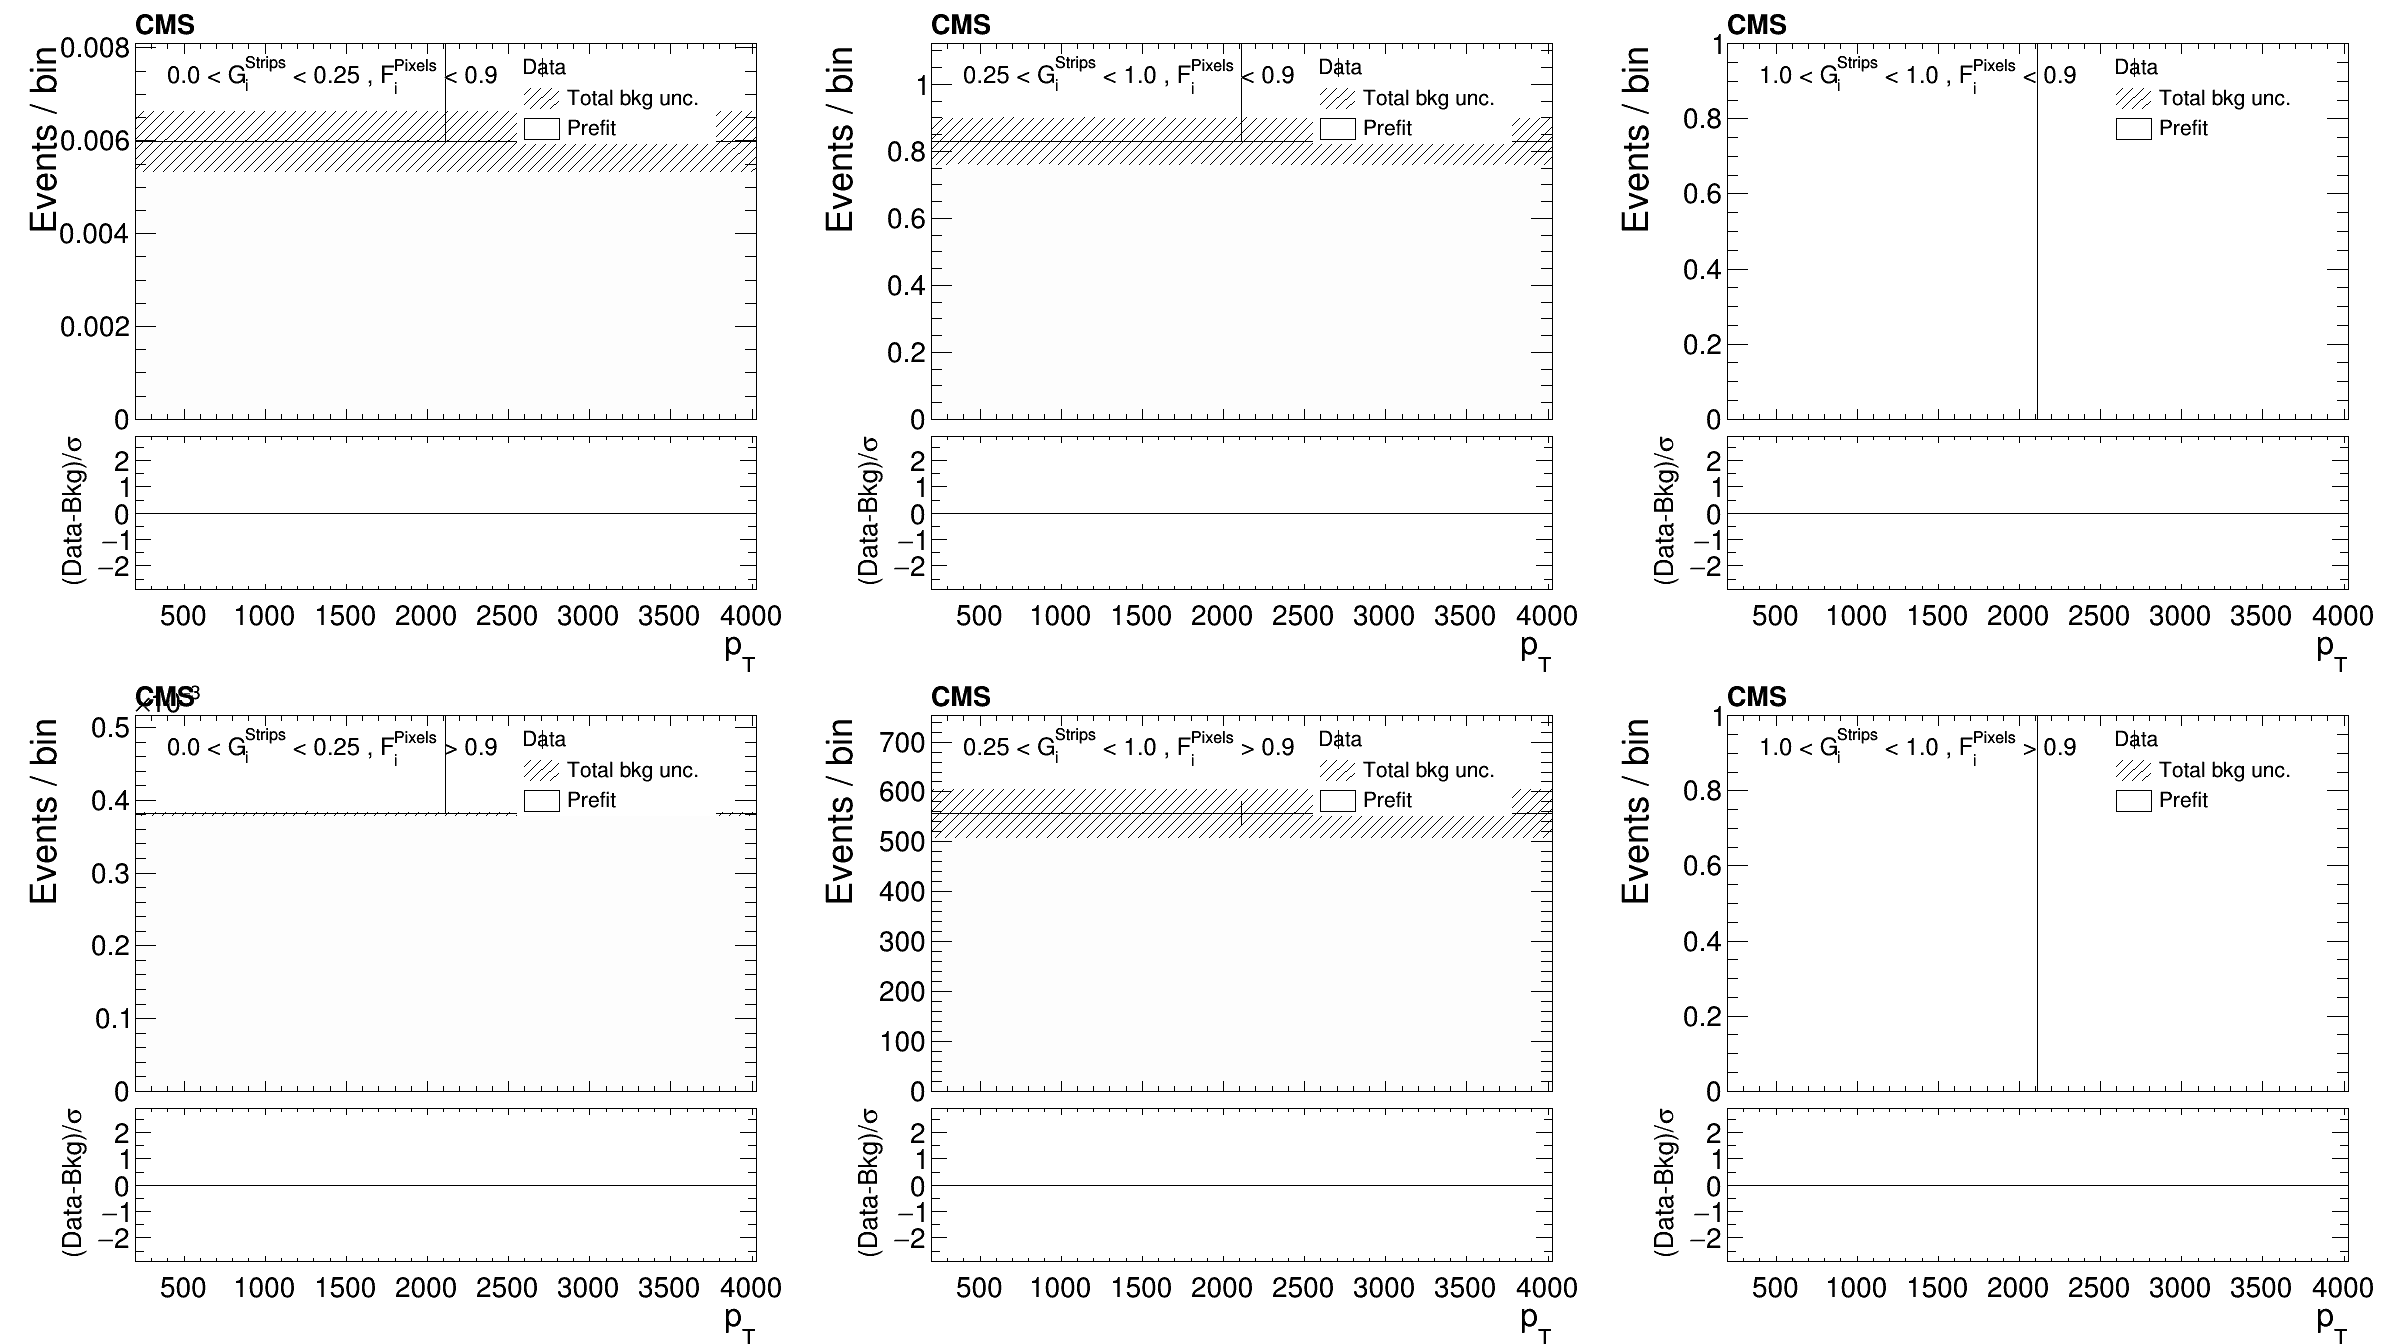 CMS
Events / bin
0.008
0.006
0.004
0.002
0
0.0 < G_i^Strips < 0.25 , F_i^Pixels < 0.9
Data
Total bkg unc.
Prefit
(Data-Bkg)/σ
2
1
0
−1
−2
500 1000 1500 2000 2500 3000 3500 4000
p_T
CMS
Events / bin
1
0.8
0.6
0.4
0.2
0
0.25 < G_i^Strips < 1.0 , F_i^Pixels < 0.9
Data
Total bkg unc.
Prefit
(Data-Bkg)/σ
2
1
0
−1
−2
500 1000 1500 2000 2500 3000 3500 4000
p_T
CMS
Events / bin
1
0.8
0.6
0.4
0.2
0
1.0 < G_i^Strips < 1.0 , F_i^Pixels < 0.9
Data
Total bkg unc.
Prefit
(Data-Bkg)/σ
2
1
0
−1
−2
500 1000 1500 2000 2500 3000 3500 4000
p_T
CMS
×10^−3
Events / bin
0.5
0.4
0.3
0.2
0.1
0
0.0 < G_i^Strips < 0.25 , F_i^Pixels > 0.9
Data
Total bkg unc.
Prefit
(Data-Bkg)/σ
2
1
0
−1
−2
500 1000 1500 2000 2500 3000 3500 4000
p_T
CMS
Events / bin
700
600
500
400
300
200
100
0
0.25 < G_i^Strips < 1.0 , F_i^Pixels > 0.9
Data
Total bkg unc.
Prefit
(Data-Bkg)/σ
2
1
0
−1
−2
500 1000 1500 2000 2500 3000 3500 4000
p_T
CMS
Events / bin
1
0.8
0.6
0.4
0.2
0
1.0 < G_i^Strips < 1.0 , F_i^Pixels > 0.9
Data
Total bkg unc.
Prefit
(Data-Bkg)/σ
2
1
0
−1
−2
500 1000 1500 2000 2500 3000 3500 4000
p_T